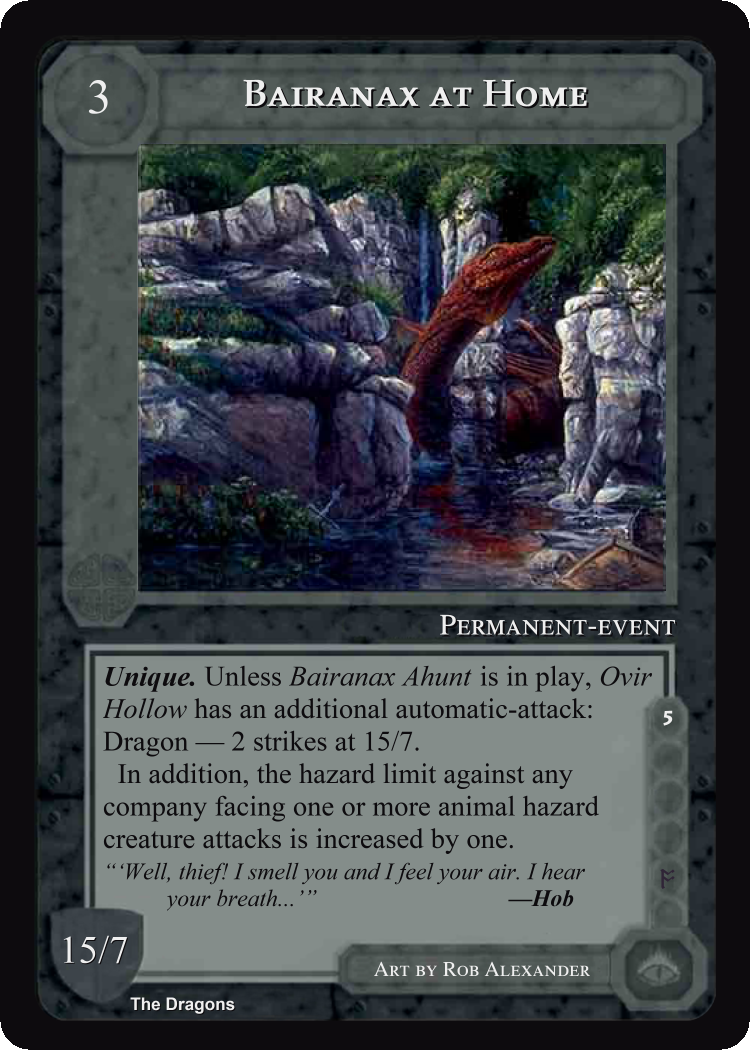 3
Bairanax at Home
Permanent-event
Unique. Unless Bairanax Ahunt is in play, Ovir
Hollow has an additional automatic-attack:
Dragon — 2 strikes at 15/7.
In addition, the hazard limit against any
company facing one or more animal hazard
creature attacks is increased by one.
“‘Well, thief! I smell you and I feel your air. I hear
your breath...’” —Hob
5
ᚠ
15/7
Art by Rob Alexander
The Dragons